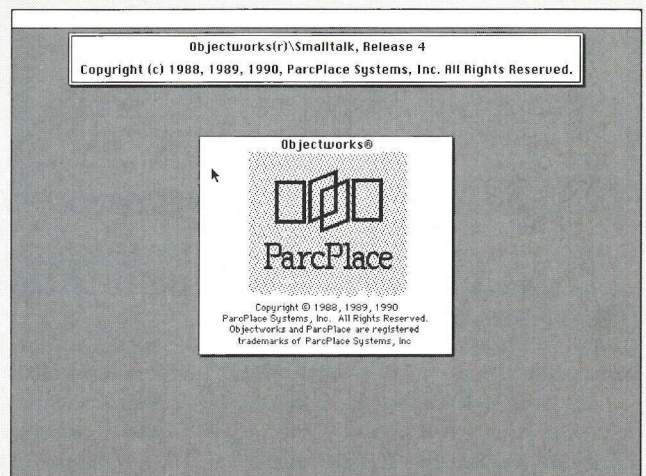 Objectworks(r)\Smalltalk, Release 4
Copyright (c) 1988, 1989, 1990, ParcPlace Systems, Inc. All Rights Reserved.
Objectworks®
ParcPlace
Copyright © 1988, 1989, 1990
ParcPlace Systems, Inc. All Rights Reserved.
Objectworks and ParcPlace are registered
trademarks of ParcPlace Systems, Inc